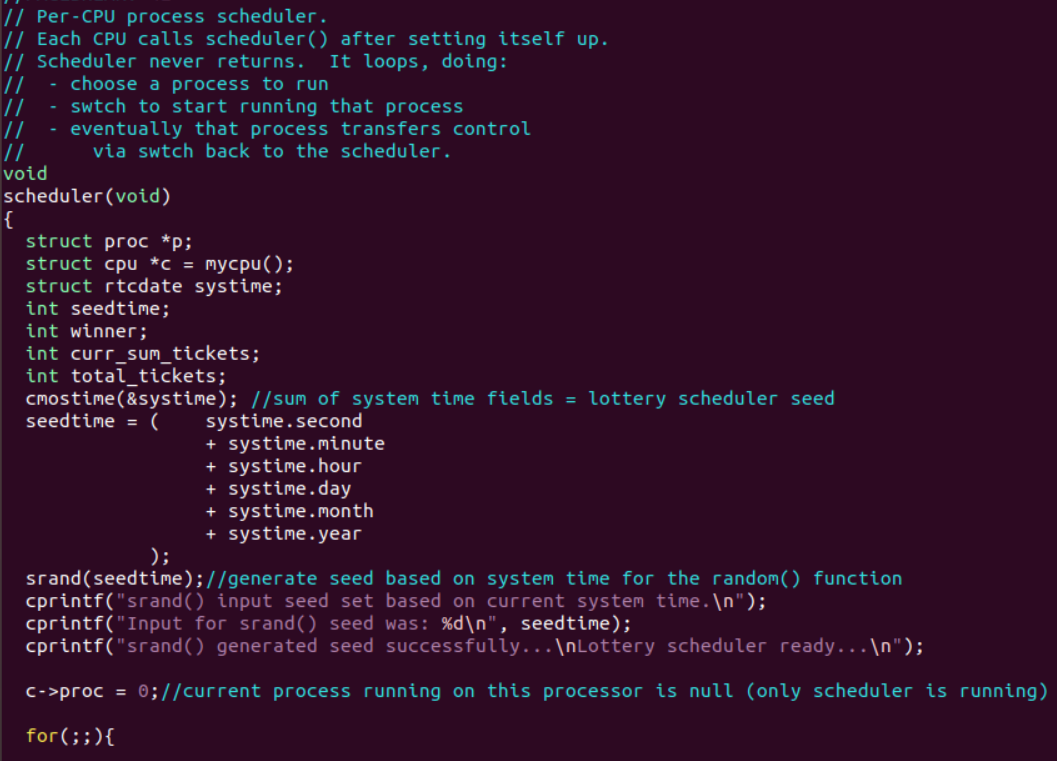 // Per-CPU process scheduler.
// Each CPU calls scheduler() after setting itself up.
// Scheduler never returns.  It loops, doing:
//  - choose a process to run
//  - swtch to start running that process
//  - eventually that process transfers control
//      via swtch back to the scheduler.
void
scheduler(void)
{
  struct proc *p;
  struct cpu *c = mycpu();
  struct rtcdate systime;
  int seedtime;
  int winner;
  int curr_sum_tickets;
  int total_tickets;
  cmostime(&systime); //sum of system time fields = lottery scheduler seed
  seedtime = (    systime.second
                  + systime.minute
                  + systime.hour
                  + systime.day
                  + systime.month
                  + systime.year
             );
  srand(seedtime);//generate seed based on system time for the random() function
  cprintf("srand() input seed set based on current system time.\n");
  cprintf("Input for srand() seed was: %d\n", seedtime);
  cprintf("srand() generated seed successfully...\nLottery scheduler ready...\n");

  c->proc = 0;//current process running on this processor is null (only scheduler is running)

  for(;;){